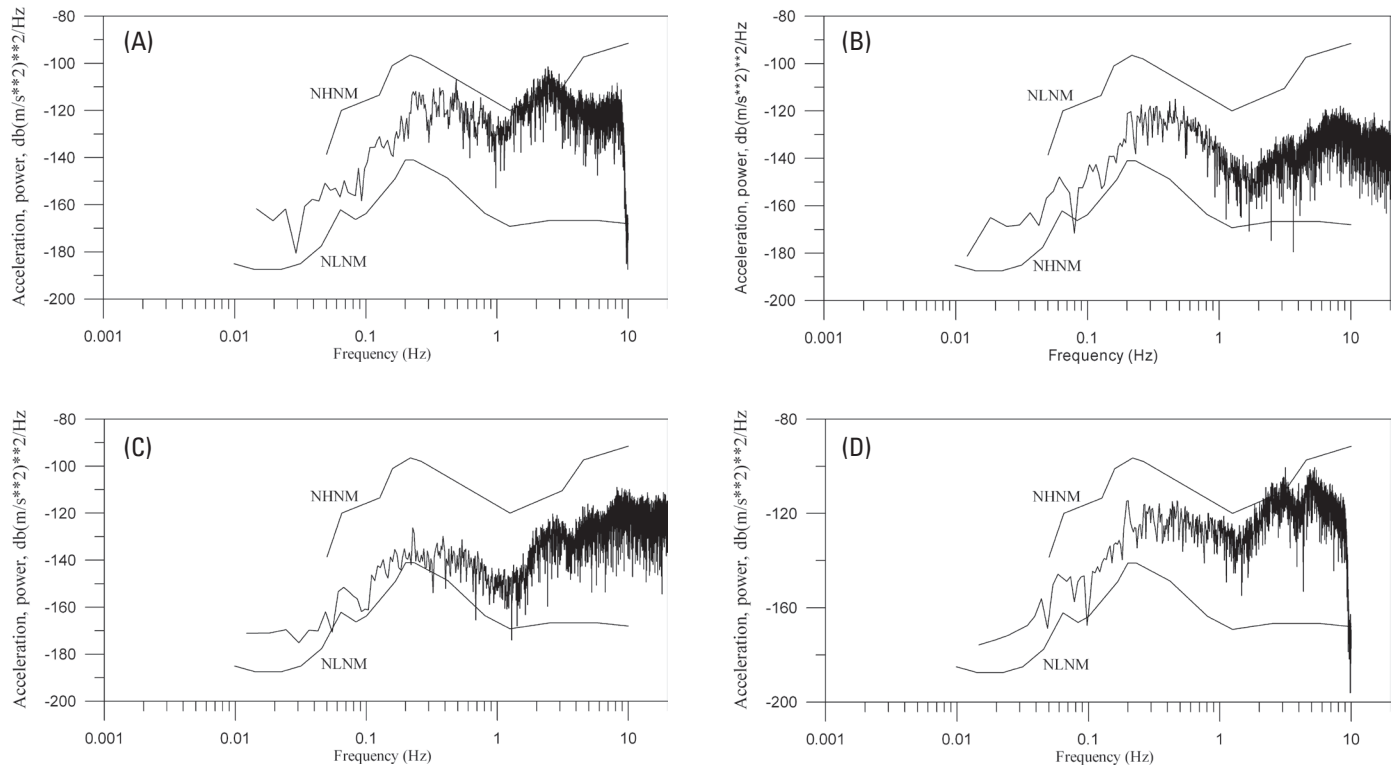 (A)
Acceleration, power, db(m/s**2)**2/Hz
-80
-100
-120
-140
-160
-180
-200
NHNM
NLNM
0.001
0.01
0.1
1
10
Frequency (Hz)
(B)
Acceleration, power, db(m/s**2)**2/Hz
-80
-100
-120
-140
-160
-180
-200
NLNM
NHNM
0.001
0.01
0.1
1
10
Frequency (Hz)
(C)
Acceleration, power, db(m/s**2)**2/Hz
-80
-100
-120
-140
-160
-180
-200
NHNM
NLNM
0.001
0.01
0.1
1
10
Frequency (Hz)
(D)
Acceleration, power, db(m/s**2)**2/Hz
-80
-100
-120
-140
-160
-180
-200
NHNM
NLNM
0.001
0.01
0.1
1
10
Frequency (Hz)